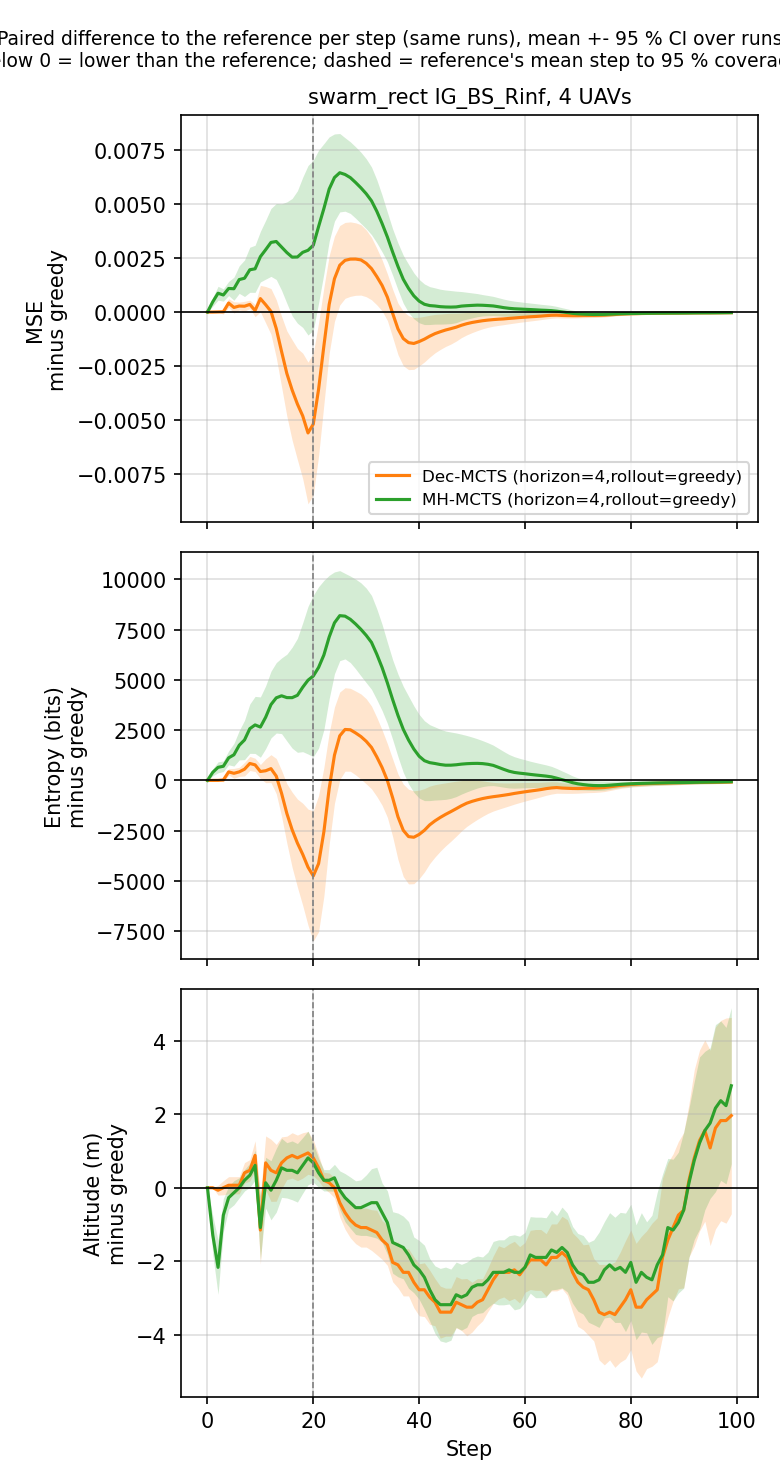 Paired difference to the reference per step (same runs), mean +- 95 % CI over runs
low 0 = lower than the reference; dashed = reference's mean step to 95 %
swarm_rect IG_BS_Rinf, 4 UAVs
0.0075
0.0050
0.0025
0.0000
−0.0025
−0.0050
−0.0075
MSE
minus greedy
Dec-MCTS (horizon=4,rollout=greedy)
MH-MCTS (horizon=4,rollout=greedy)
10000
7500
5000
2500
0
−2500
−5000
−7500
Entropy (bits)
minus greedy
4
2
0
−2
−4
Altitude (m)
minus greedy
0
20
40
60
80
100
Step